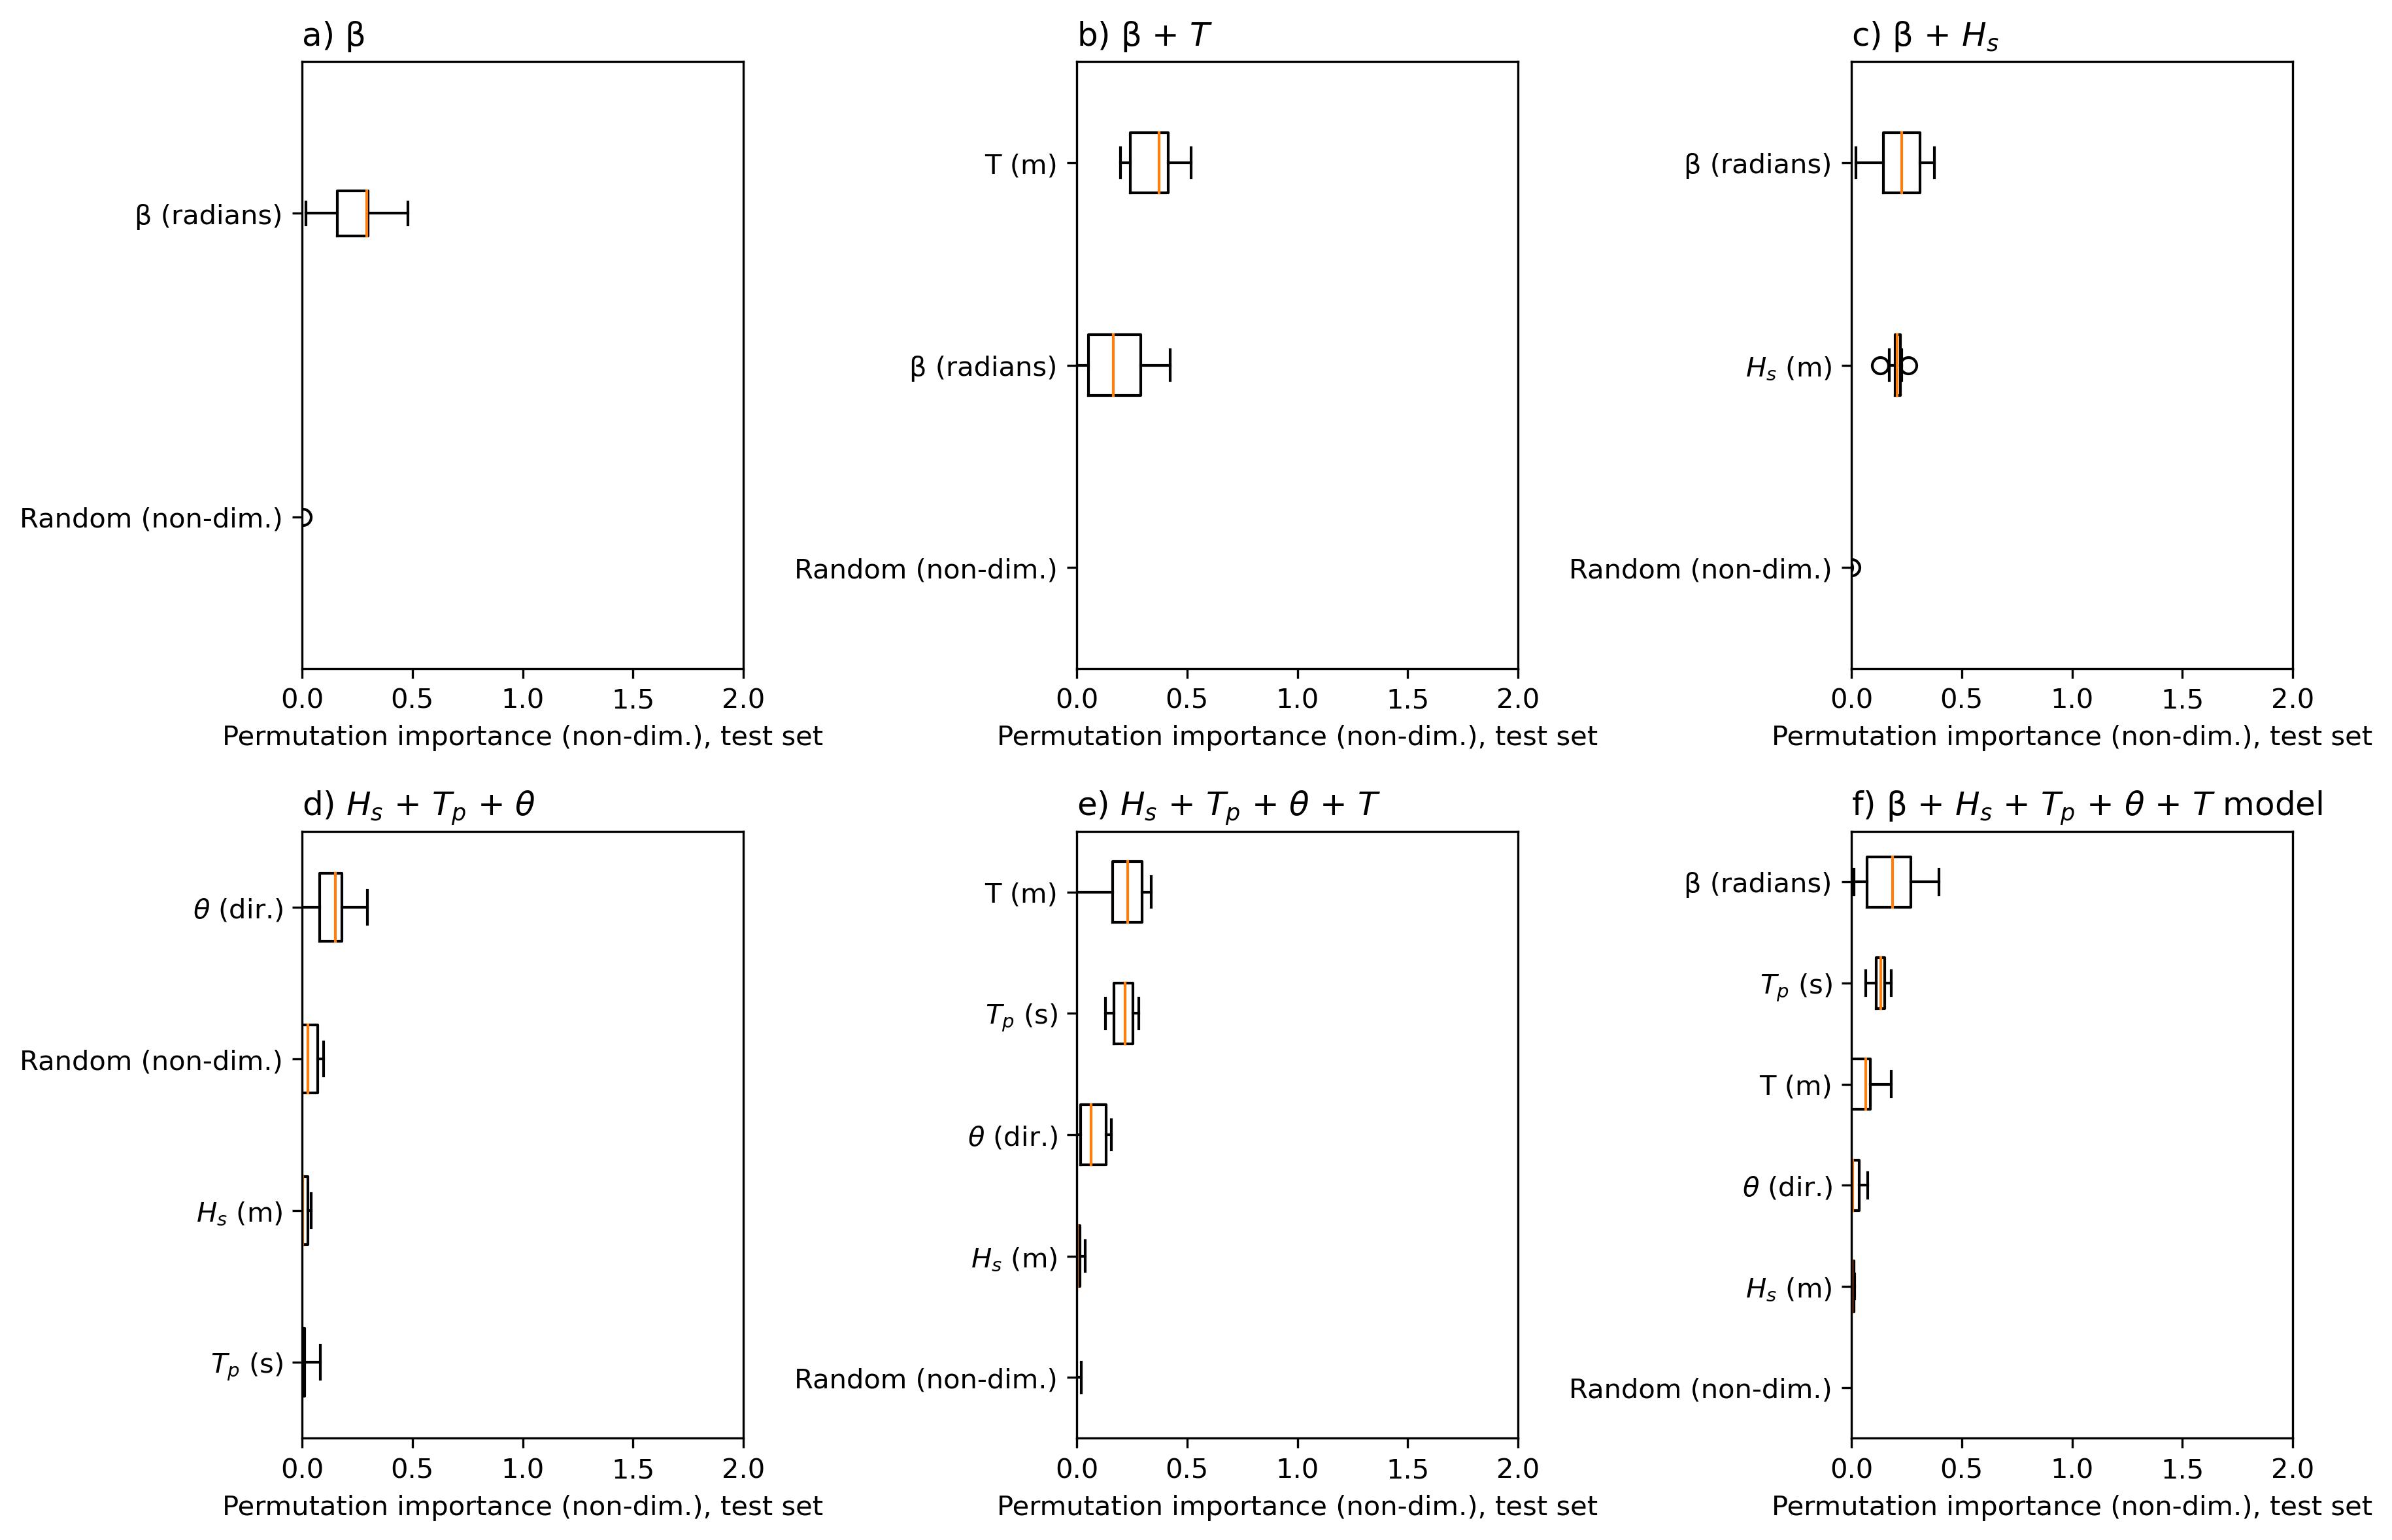 a) β
β (radians)
Random (non-dim.)
0.0 0.5 1.0 1.5 2.0
Permutation importance (non-dim.), test set
b) β + T
T (m)
β (radians)
Random (non-dim.)
0.0 0.5 1.0 1.5 2.0
Permutation importance (non-dim.), test set
c) β + Hₛ
β (radians)
Hₛ (m)
Random (non-dim.)
0.0 0.5 1.0 1.5 2.0
Permutation importance (non-dim.), test set
d) Hₛ + Tₚ + θ
θ (dir.)
Random (non-dim.)
Hₛ (m)
Tₚ (s)
0.0 0.5 1.0 1.5 2.0
Permutation importance (non-dim.), test set
e) Hₛ + Tₚ + θ + T
T (m)
Tₚ (s)
θ (dir.)
Hₛ (m)
Random (non-dim.)
0.0 0.5 1.0 1.5 2.0
Permutation importance (non-dim.), test set
f) β + Hₛ + Tₚ + θ + T model
β (radians)
Tₚ (s)
T (m)
θ (dir.)
Hₛ (m)
Random (non-dim.)
0.0 0.5 1.0 1.5 2.0
Permutation importance (non-dim.), test set